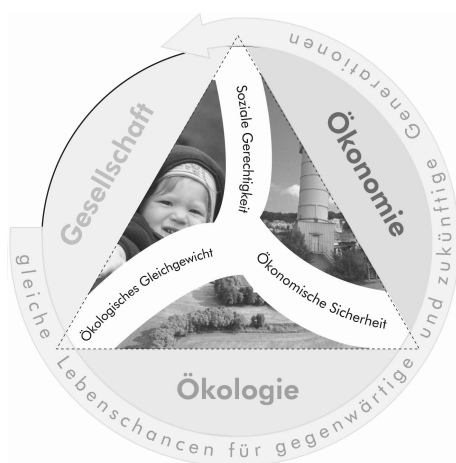 Gesellschaft
Ökonomie
Soziale Gerechtigkeit
Ökologisches Gleichgewicht
Ökonomische Sicherheit
Ökologie
gleiche Lebenschancen für gegenwärtige und zukünftige Generationen